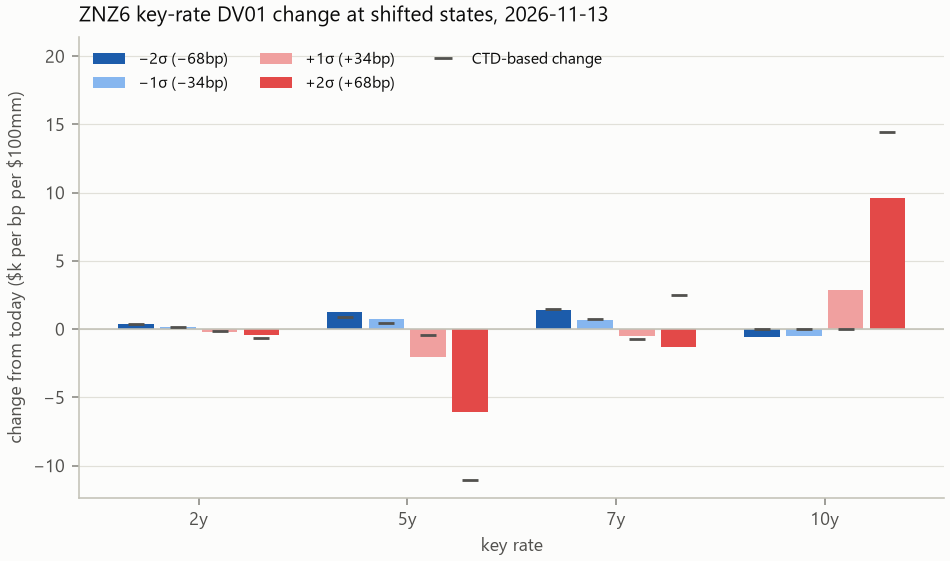 ZNZ6 key-rate DV01 change at shifted states, 2026-11-13
−2σ (−68bp)
−1σ (−34bp)
+1σ (+34bp)
+2σ (+68bp)
CTD-based change
change from today ($k per bp per $100mm)
20
15
10
5
0
−5
−10
2y
5y
7y
10y
key rate